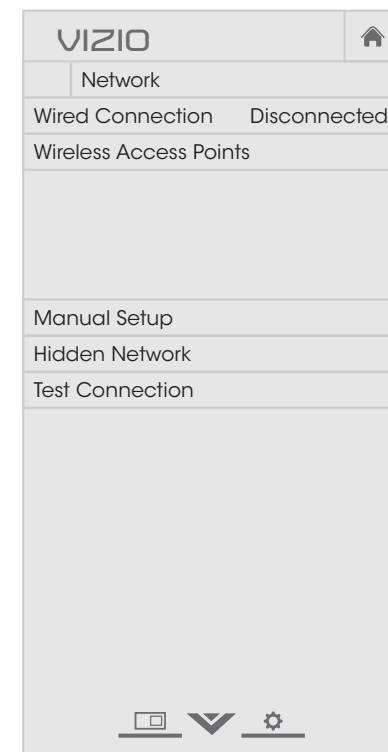 VIZIO
Network
Wired Connection Disconnected
Wireless Access Points
Manual Setup
Hidden Network
Test Connection